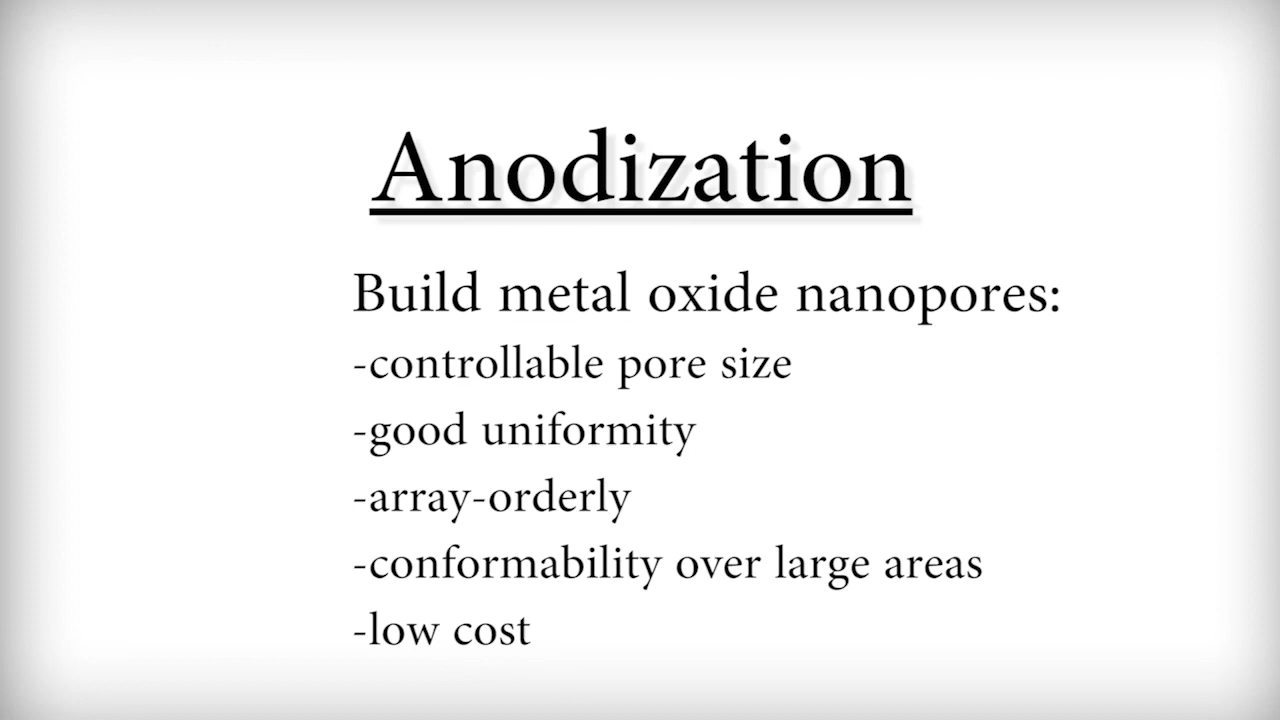 Anodization
Build metal oxide nanopores:
-controllable pore size
-good uniformity
-array-orderly
-conformability over large areas
-low cost